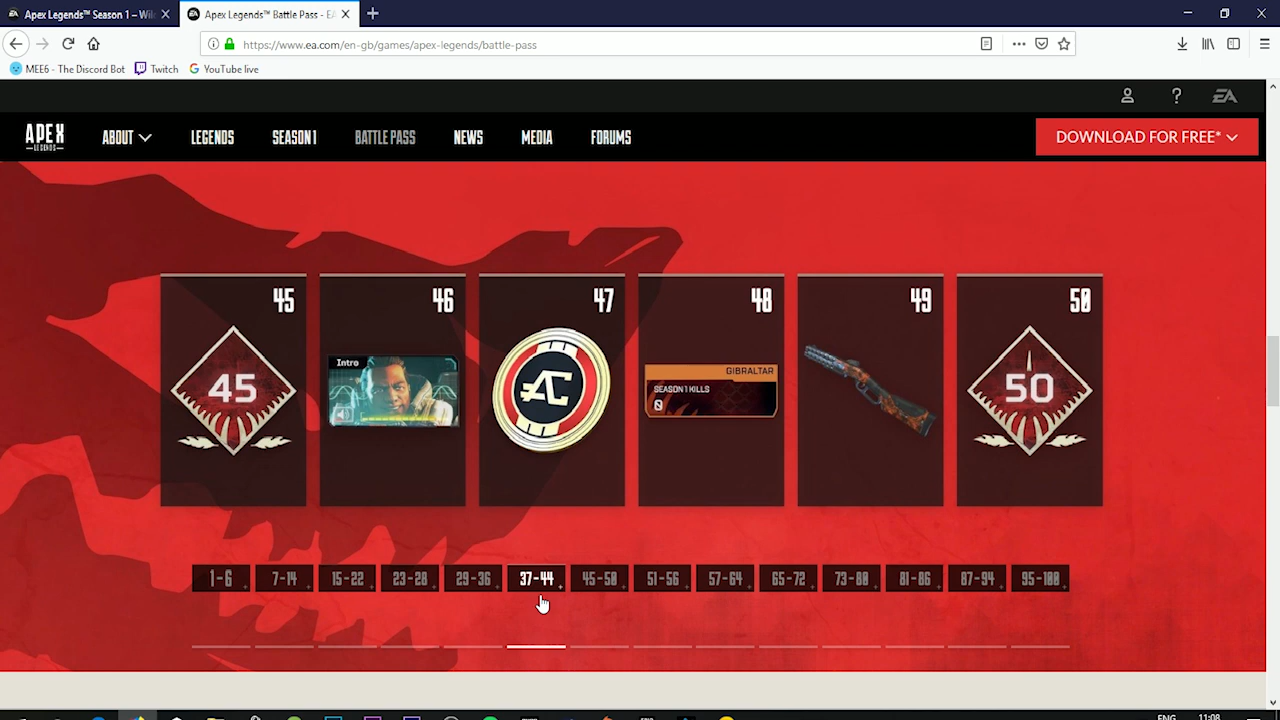 Apex Legends™ Season 1 – Wil
Apex Legends™ Battle Pass - EA
https://www.ea.com/en-gb/games/apex-legends/battle-pass
MEE6 - The Discord Bot
Twitch
YouTube live
EA
APEX
LEGENDS
ABOUT
LEGENDS
SEASON 1
BATTLE PASS
NEWS
MEDIA
FORUMS
DOWNLOAD FOR FREE*
45
46
47
48
49
50
45
Intro
AC
GIBRALTAR
SEASON 1 KILLS
0
50
1-6
7-14
15-22
23-28
29-36
37-44
45-50
51-56
57-64
65-72
73-80
81-86
87-94
95-100
ENG
11:08